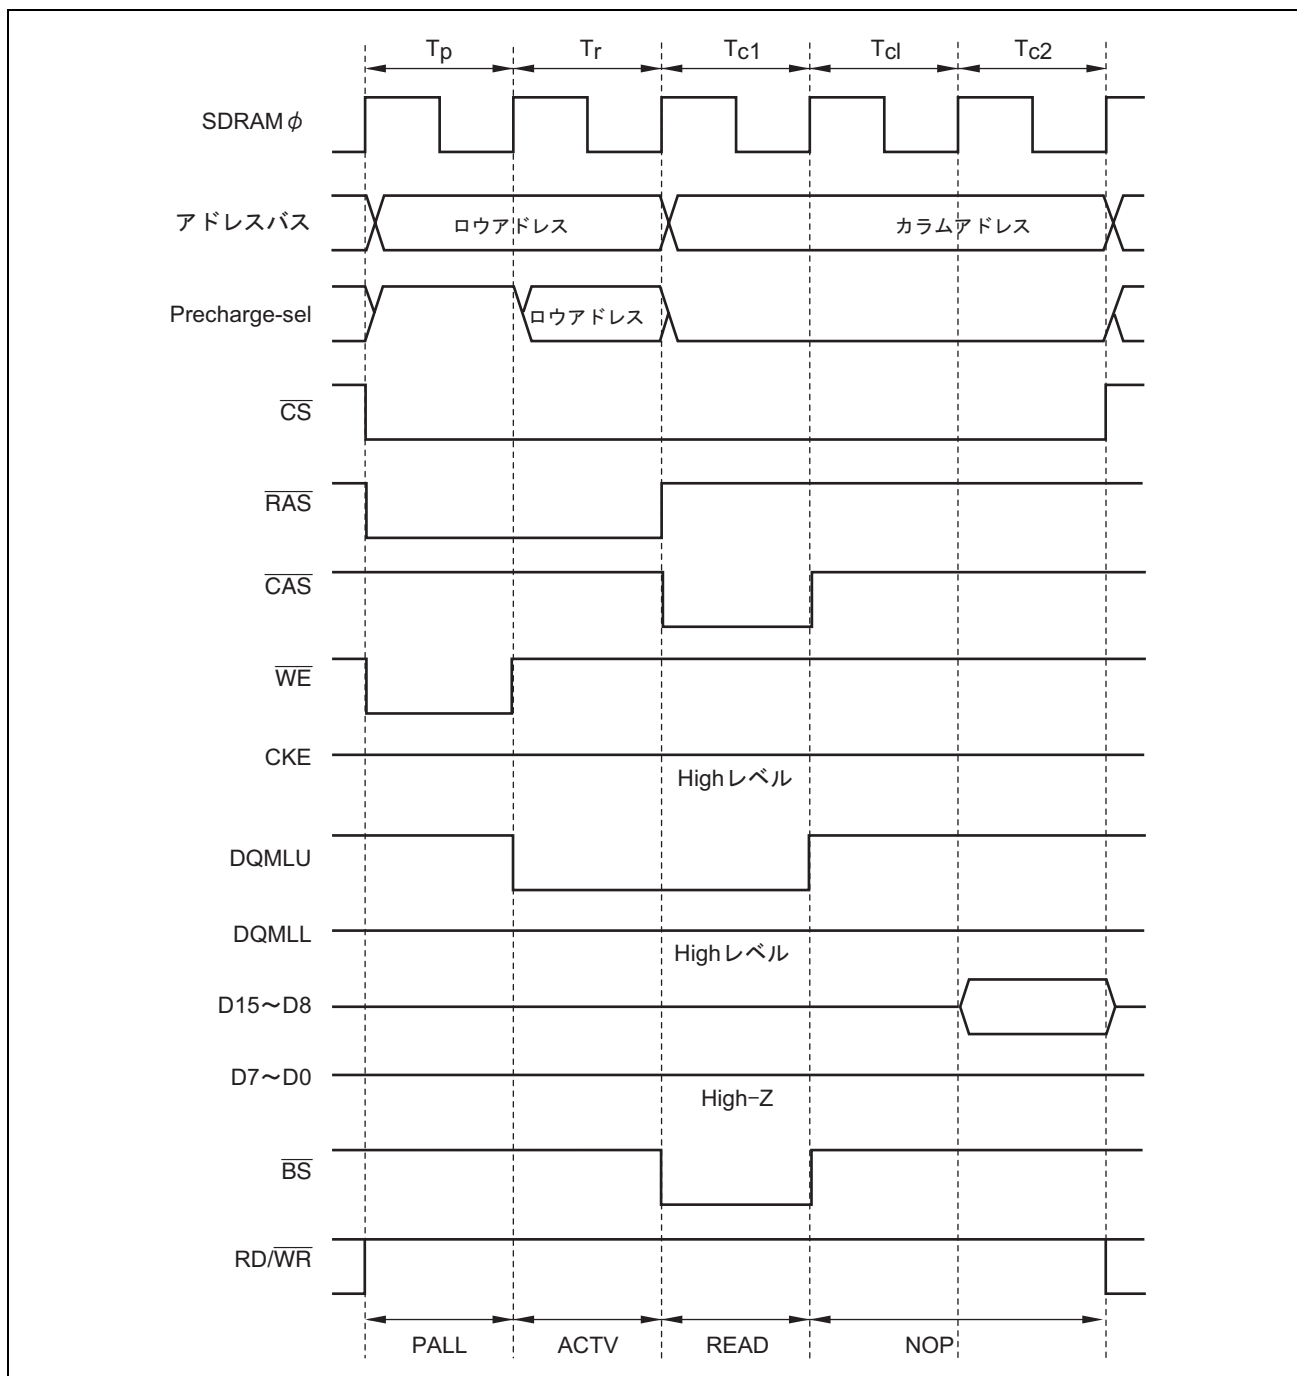 Tp Tr Tc1 Tcl Tc2
SDRAMφ
アドレスバス ロウアドレス カラムアドレス
Precharge-sel ロウアドレス
CS
RAS
CAS
WE
CKE
Highレベル
DQMLU
DQMLL
Highレベル
D15～D8
D7～D0
High-Z
BS
RD/WR
PALL ACTV READ NOP